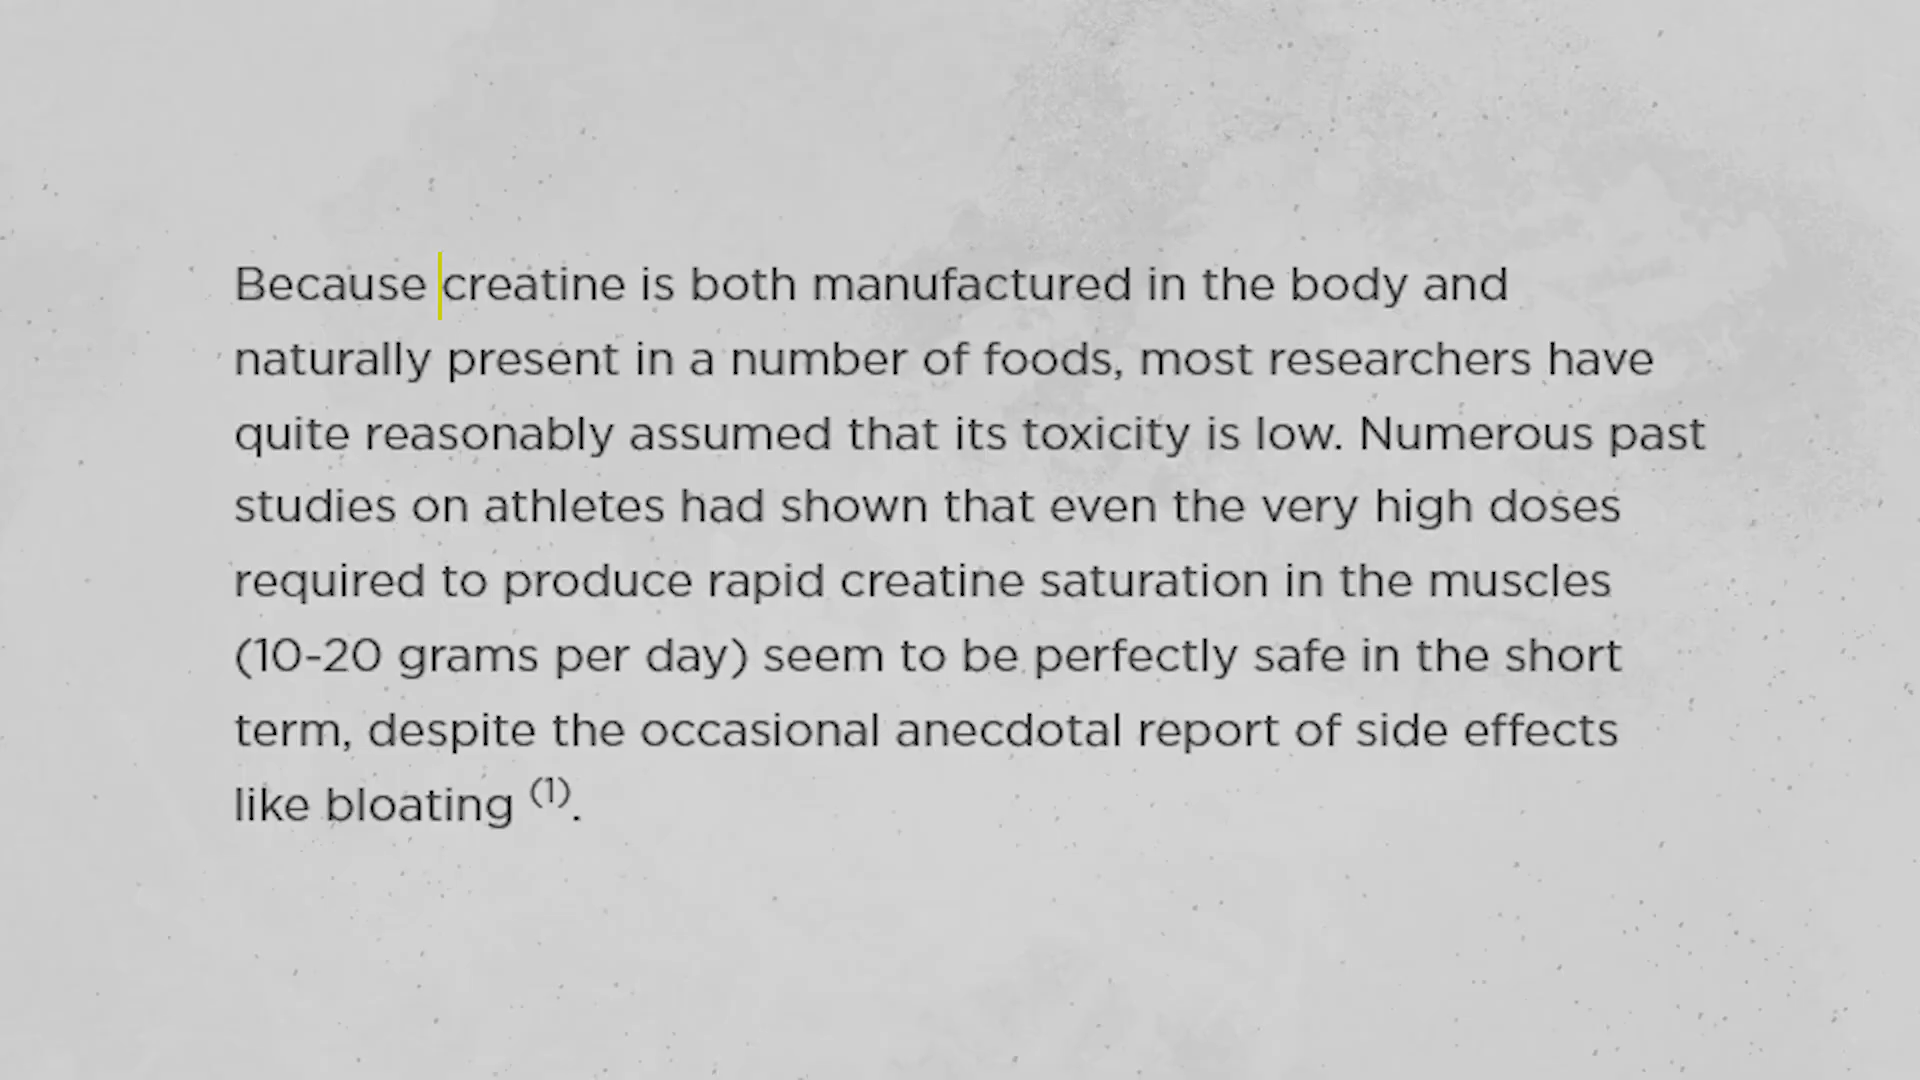 Because creatine is both manufactured in the body and
naturally present in a number of foods, most researchers have
quite reasonably assumed that its toxicity is low. Numerous past
studies on athletes had shown that even the very high doses
required to produce rapid creatine saturation in the muscles
(10-20 grams per day) seem to be perfectly safe in the short
term, despite the occasional anecdotal report of side effects
like bloating (1).